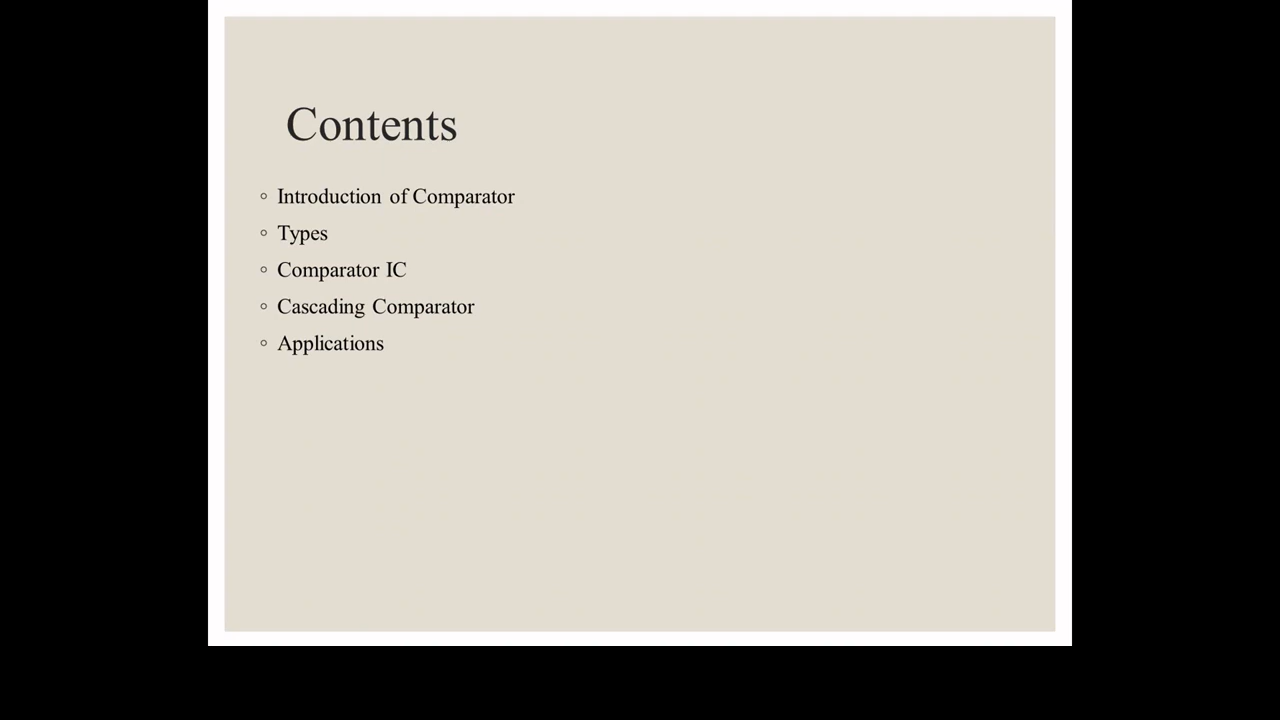 Contents
◦ Introduction of Comparator
◦ Types
◦ Comparator IC
◦ Cascading Comparator
◦ Applications